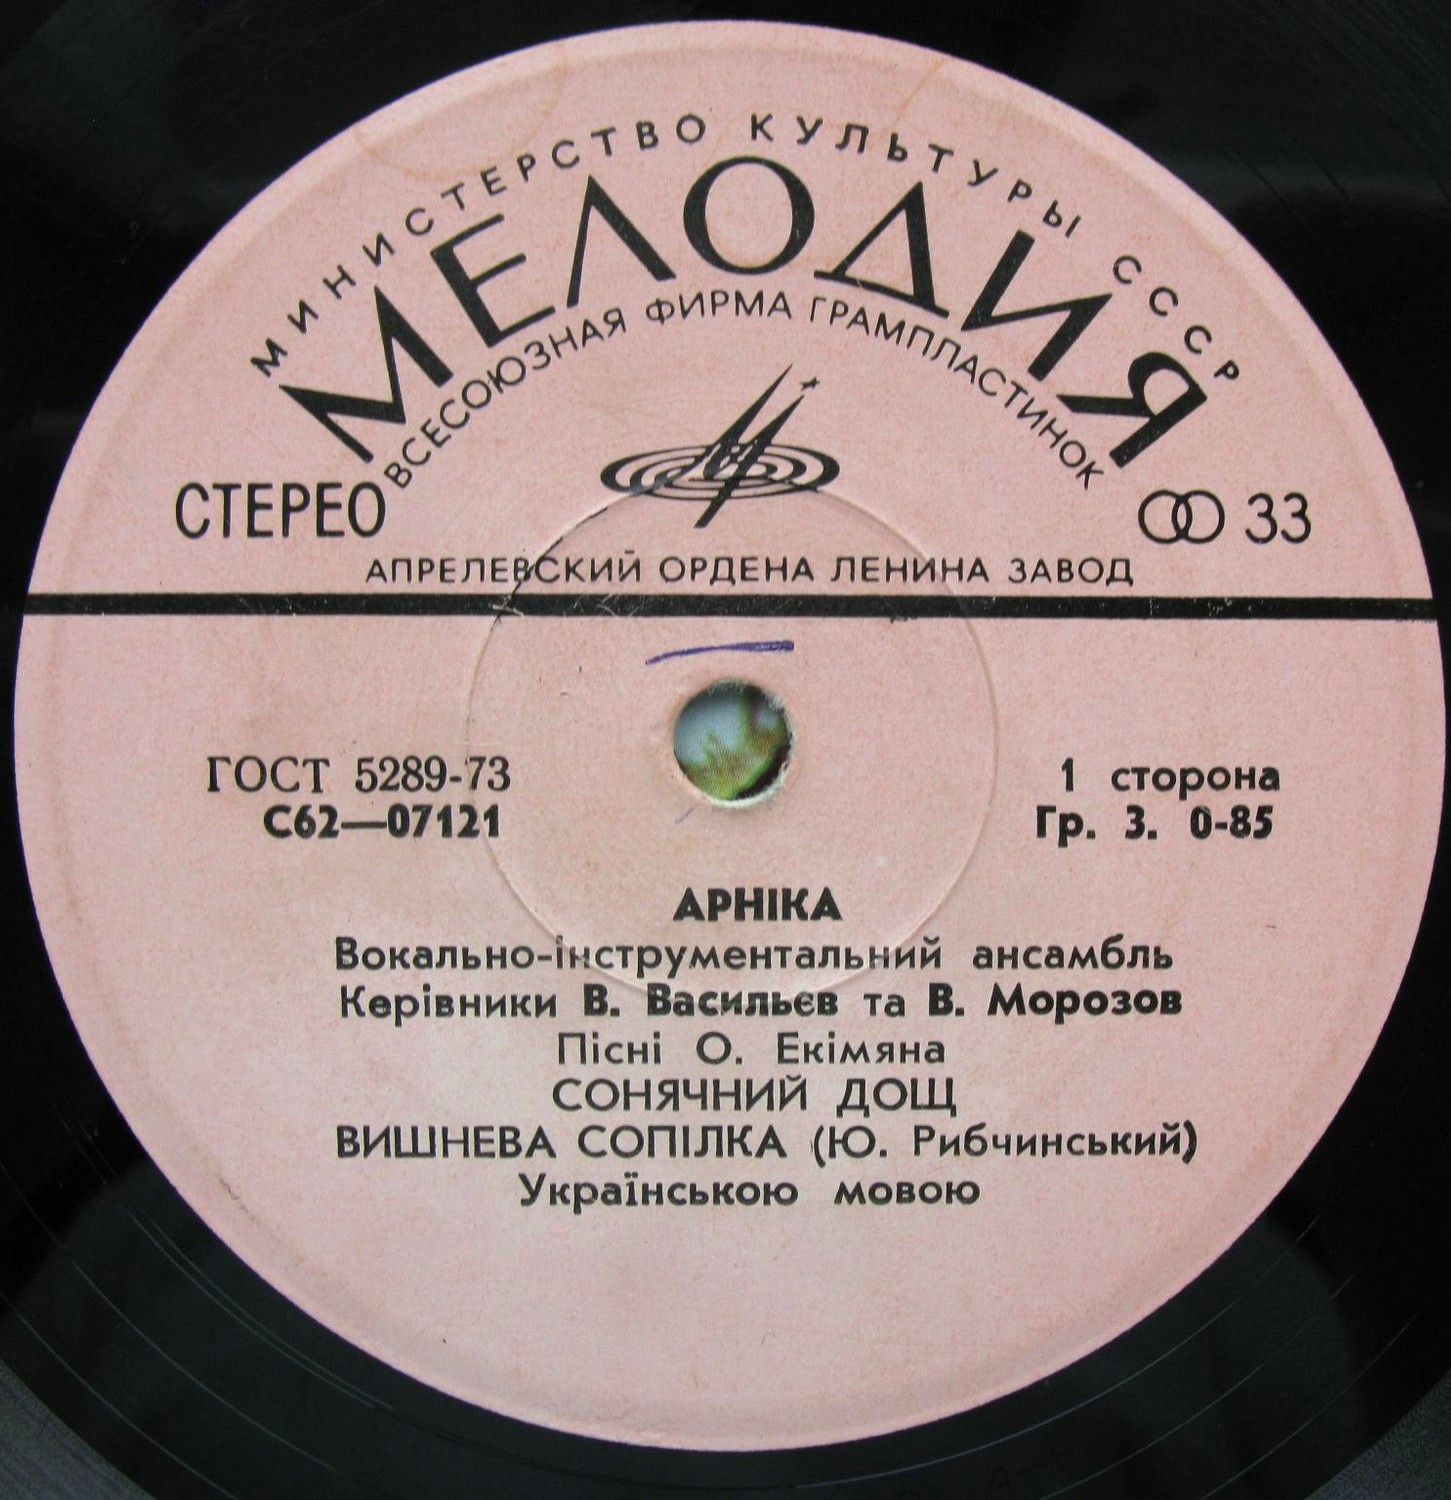 МИНИСТЕРСТВО КУЛЬТУРЫ СССР
МЕЛОДИЯ
ВСЕСОЮЗНАЯ ФИРМА ГРАМПЛАСТИНОК
СТЕРЕО
33
АПРЕЛЕВСКИЙ ОРДЕНА ЛЕНИНА ЗАВОД
ГОСТ 5289-73
С62—07121
1 сторона
Гр. 3. 0-85
АРНІКА
Вокально-інструментальний ансамбль
Керівники В. Васильєв та В. Морозов
Пісні О. Екімяна
СОНЯЧНИЙ ДОЩ
ВИШНЕВА СОПІЛКА (Ю. Рибчинський)
Українською мовою